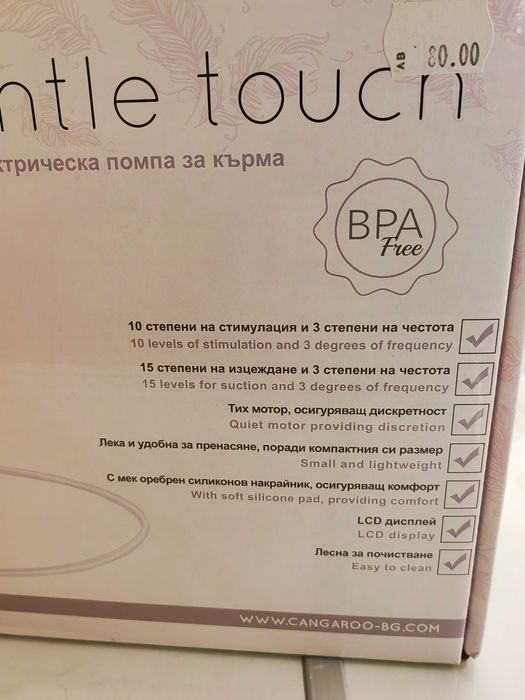 ЛВ 80.00
ntle touch
ктрическа помпа за кърма
BPA
Free
10 степени на стимулация и 3 степени на честота
10 levels of stimulation and 3 degrees of frequency
15 степени на изцеждане и 3 степени на честота
15 levels for suction and 3 degrees of frequency
Тих мотор, осигуряващ дискретност
Quiet motor providing discretion
Лека и удобна за пренасяне, поради компактния си размер
Small and lightweight
С мек оребрен силиконов накрайник, осигуряващ комфорт
With soft silicone pad, providing comfort
LCD дисплей
LCD display
Лесна за почистване
Easy to clean
WWW.CANGAROO-BG.COM